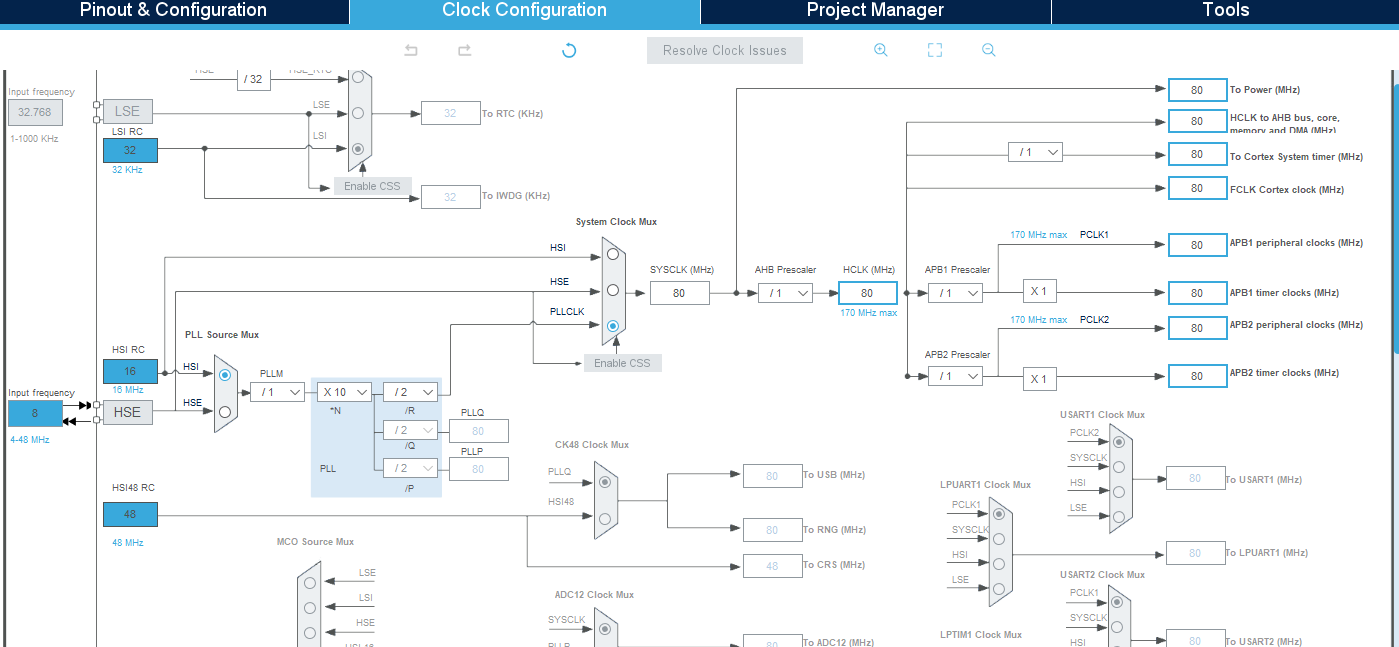 Pinout & Configuration
Clock Configuration
Project Manager
Tools
Resolve Clock Issues
HSE
/ 32
HSE_RTC
Input frequency
32.768
1-1000 KHz
LSE
LSE
32
To RTC (KHz)
LSI RC
32
32 KHz
LSI
Enable CSS
32
To IWDG (KHz)
80
To Power (MHz)
80
HCLK to AHB bus, core,
memory and DMA (MHz)
/ 1
80
To Cortex System timer (MHz)
80
FCLK Cortex clock (MHz)
System Clock Mux
HSI
HSE
PLLCLK
SYSCLK (MHz)
80
AHB Prescaler
/ 1
HCLK (MHz)
80
170 MHz max
APB1 Prescaler
/ 1
170 MHz max
PCLK1
80
APB1 peripheral clocks (MHz)
X 1
80
APB1 timer clocks (MHz)
170 MHz max
PCLK2
80
APB2 peripheral clocks (MHz)
APB2 Prescaler
/ 1
X 1
80
APB2 timer clocks (MHz)
Enable CSS
PLL Source Mux
HSI RC
16
16 MHz
HSI
Input frequency
8
4-48 MHz
HSE
HSE
PLLM
/ 1
X 10
*N
/ 2
/R
PLLQ
/ 2
80
/Q
PLLP
PLL
/ 2
80
/P
HSI48 RC
48
48 MHz
CK48 Clock Mux
PLLQ
HSI48
80
To USB (MHz)
80
To RNG (MHz)
48
To CRS (MHz)
USART1 Clock Mux
PCLK2
SYSCLK
HSI
LSE
80
To USART1 (MHz)
LPUART1 Clock Mux
PCLK1
SYSCLK
HSI
LSE
80
To LPUART1 (MHz)
MCO Source Mux
LSE
LSI
HSE
HSI 16
ADC12 Clock Mux
SYSCLK
PLLP
80
To ADC12 (MHz)
USART2 Clock Mux
PCLK1
SYSCLK
HSI
80
To USART2 (MHz)
LPTIM1 Clock Mux